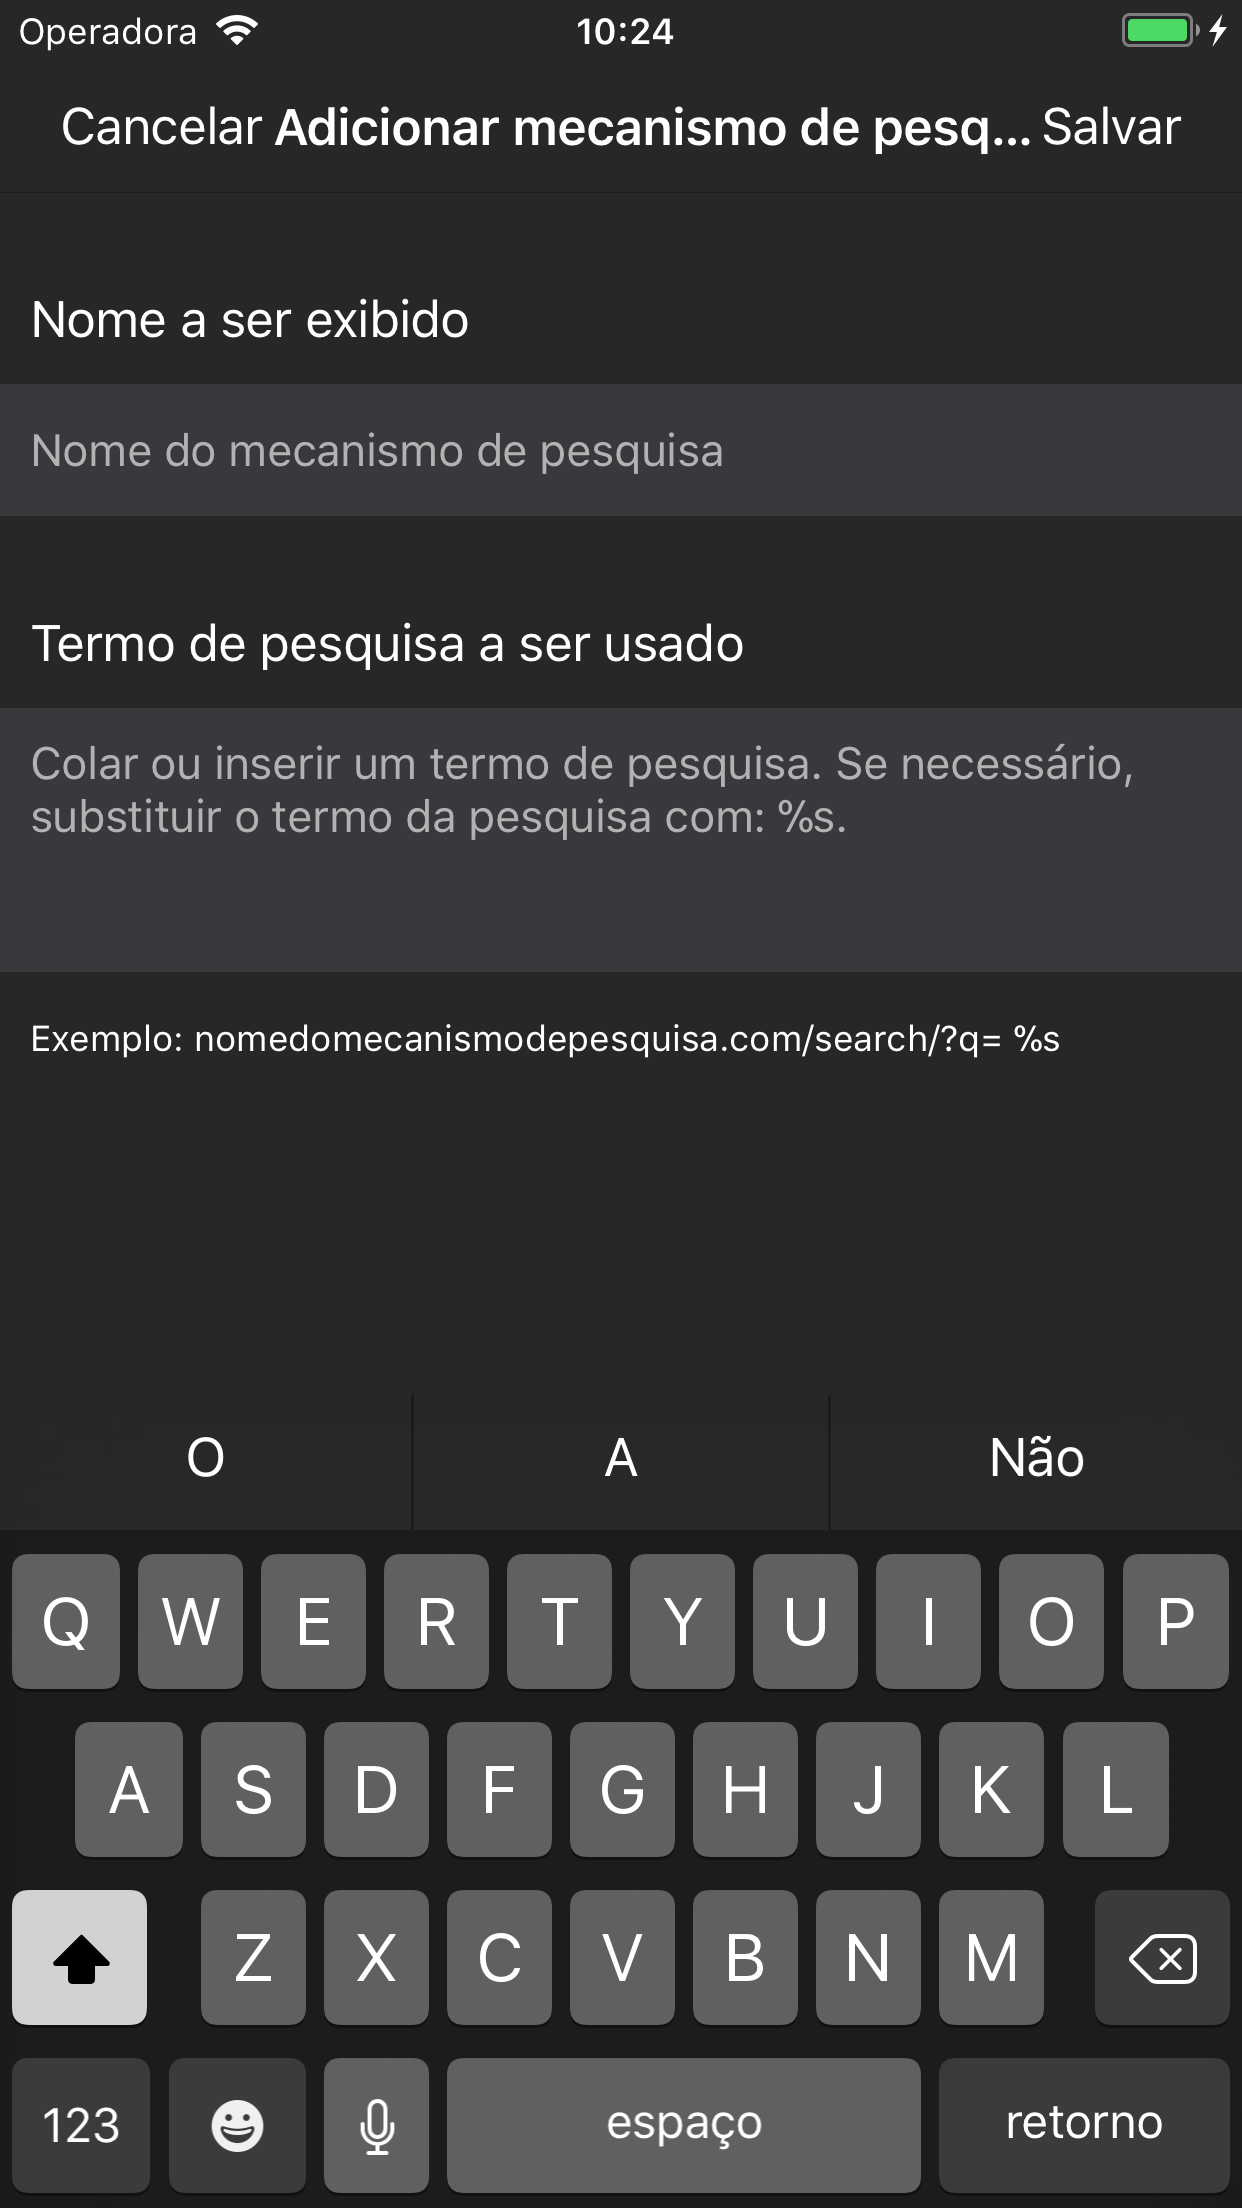 Operadora 10:24
Cancelar Adicionar mecanismo de pesq... Salvar
Nome a ser exibido
Nome do mecanismo de pesquisa
Termo de pesquisa a ser usado
Colar ou inserir um termo de pesquisa. Se necessário,
substituir o termo da pesquisa com: %s.
Exemplo: nomedomecanismodepesquisa.com/search/?q= %s
O A Não
Q W E R T Y U I O P
A S D F G H J K L
Z X C V B N M
123 espaço retorno